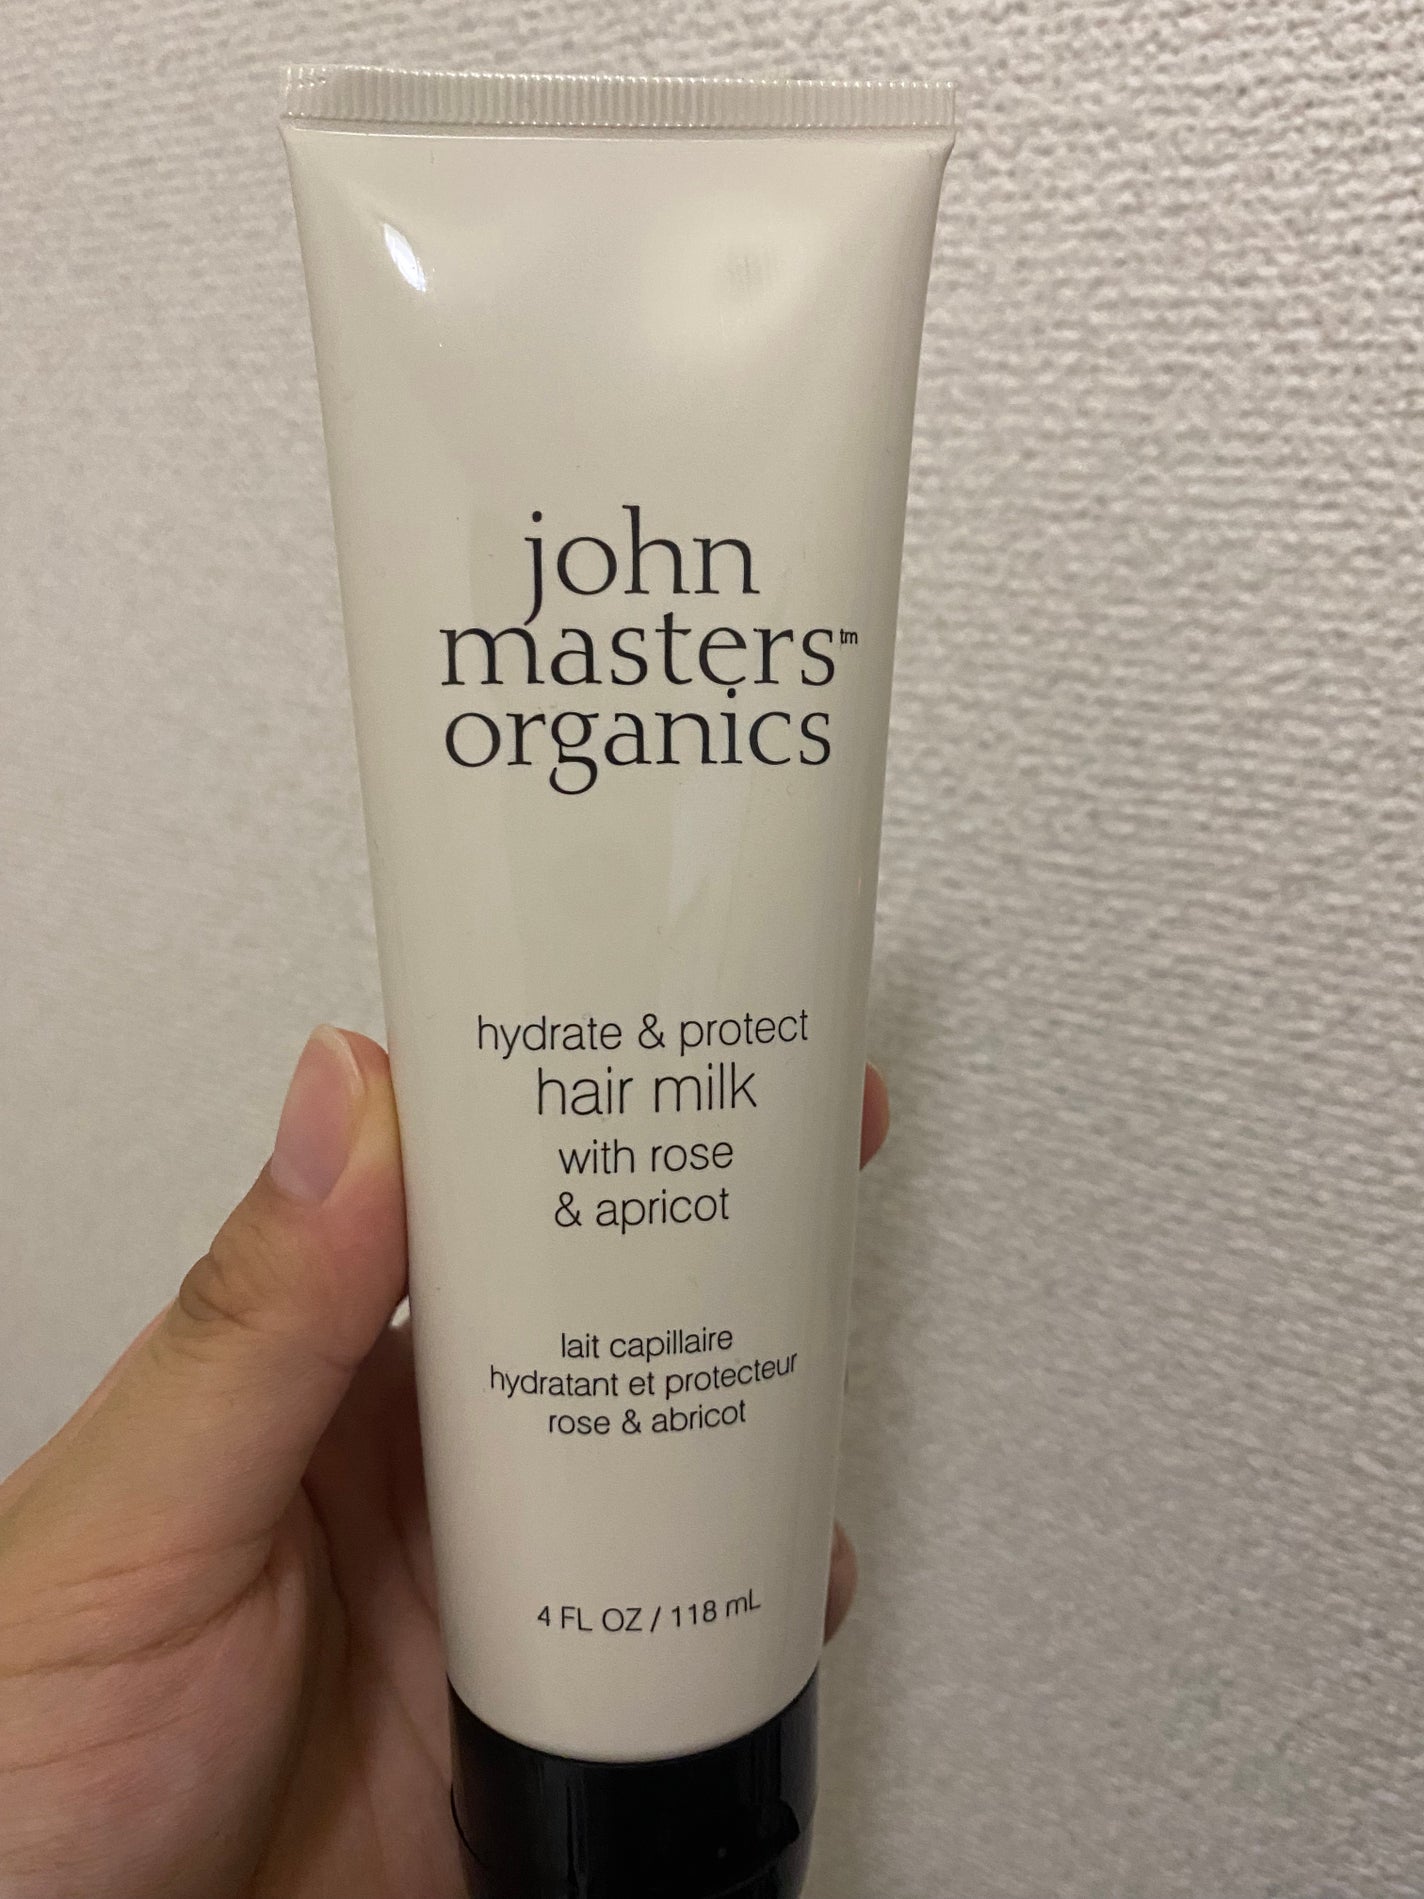 john
masters™
organics
hydrate & protect
hair milk
with rose
& apricot
lait capillaire
hydratant et protecteur
rose & abricot
4 FL OZ / 118 mL